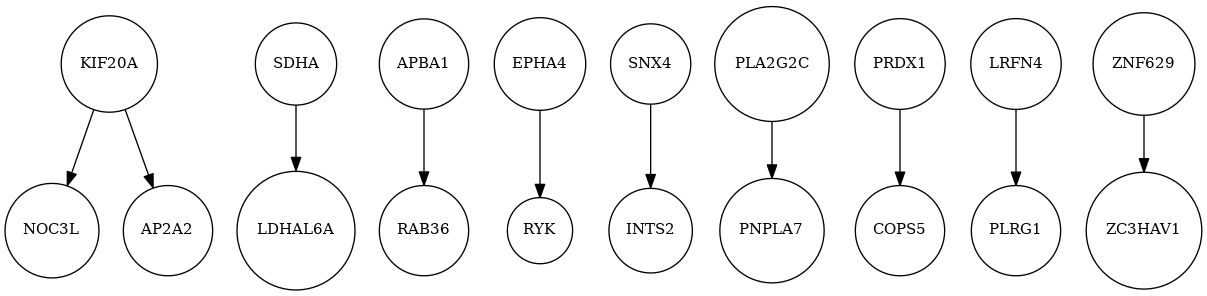 KIF20A
SDHA
APBA1
EPHA4
SNX4
PLA2G2C
PRDX1
LRFN4
ZNF629
NOC3L
AP2A2
LDHAL6A
RAB36
RYK
INTS2
PNPLA7
COPS5
PLRG1
ZC3HAV1